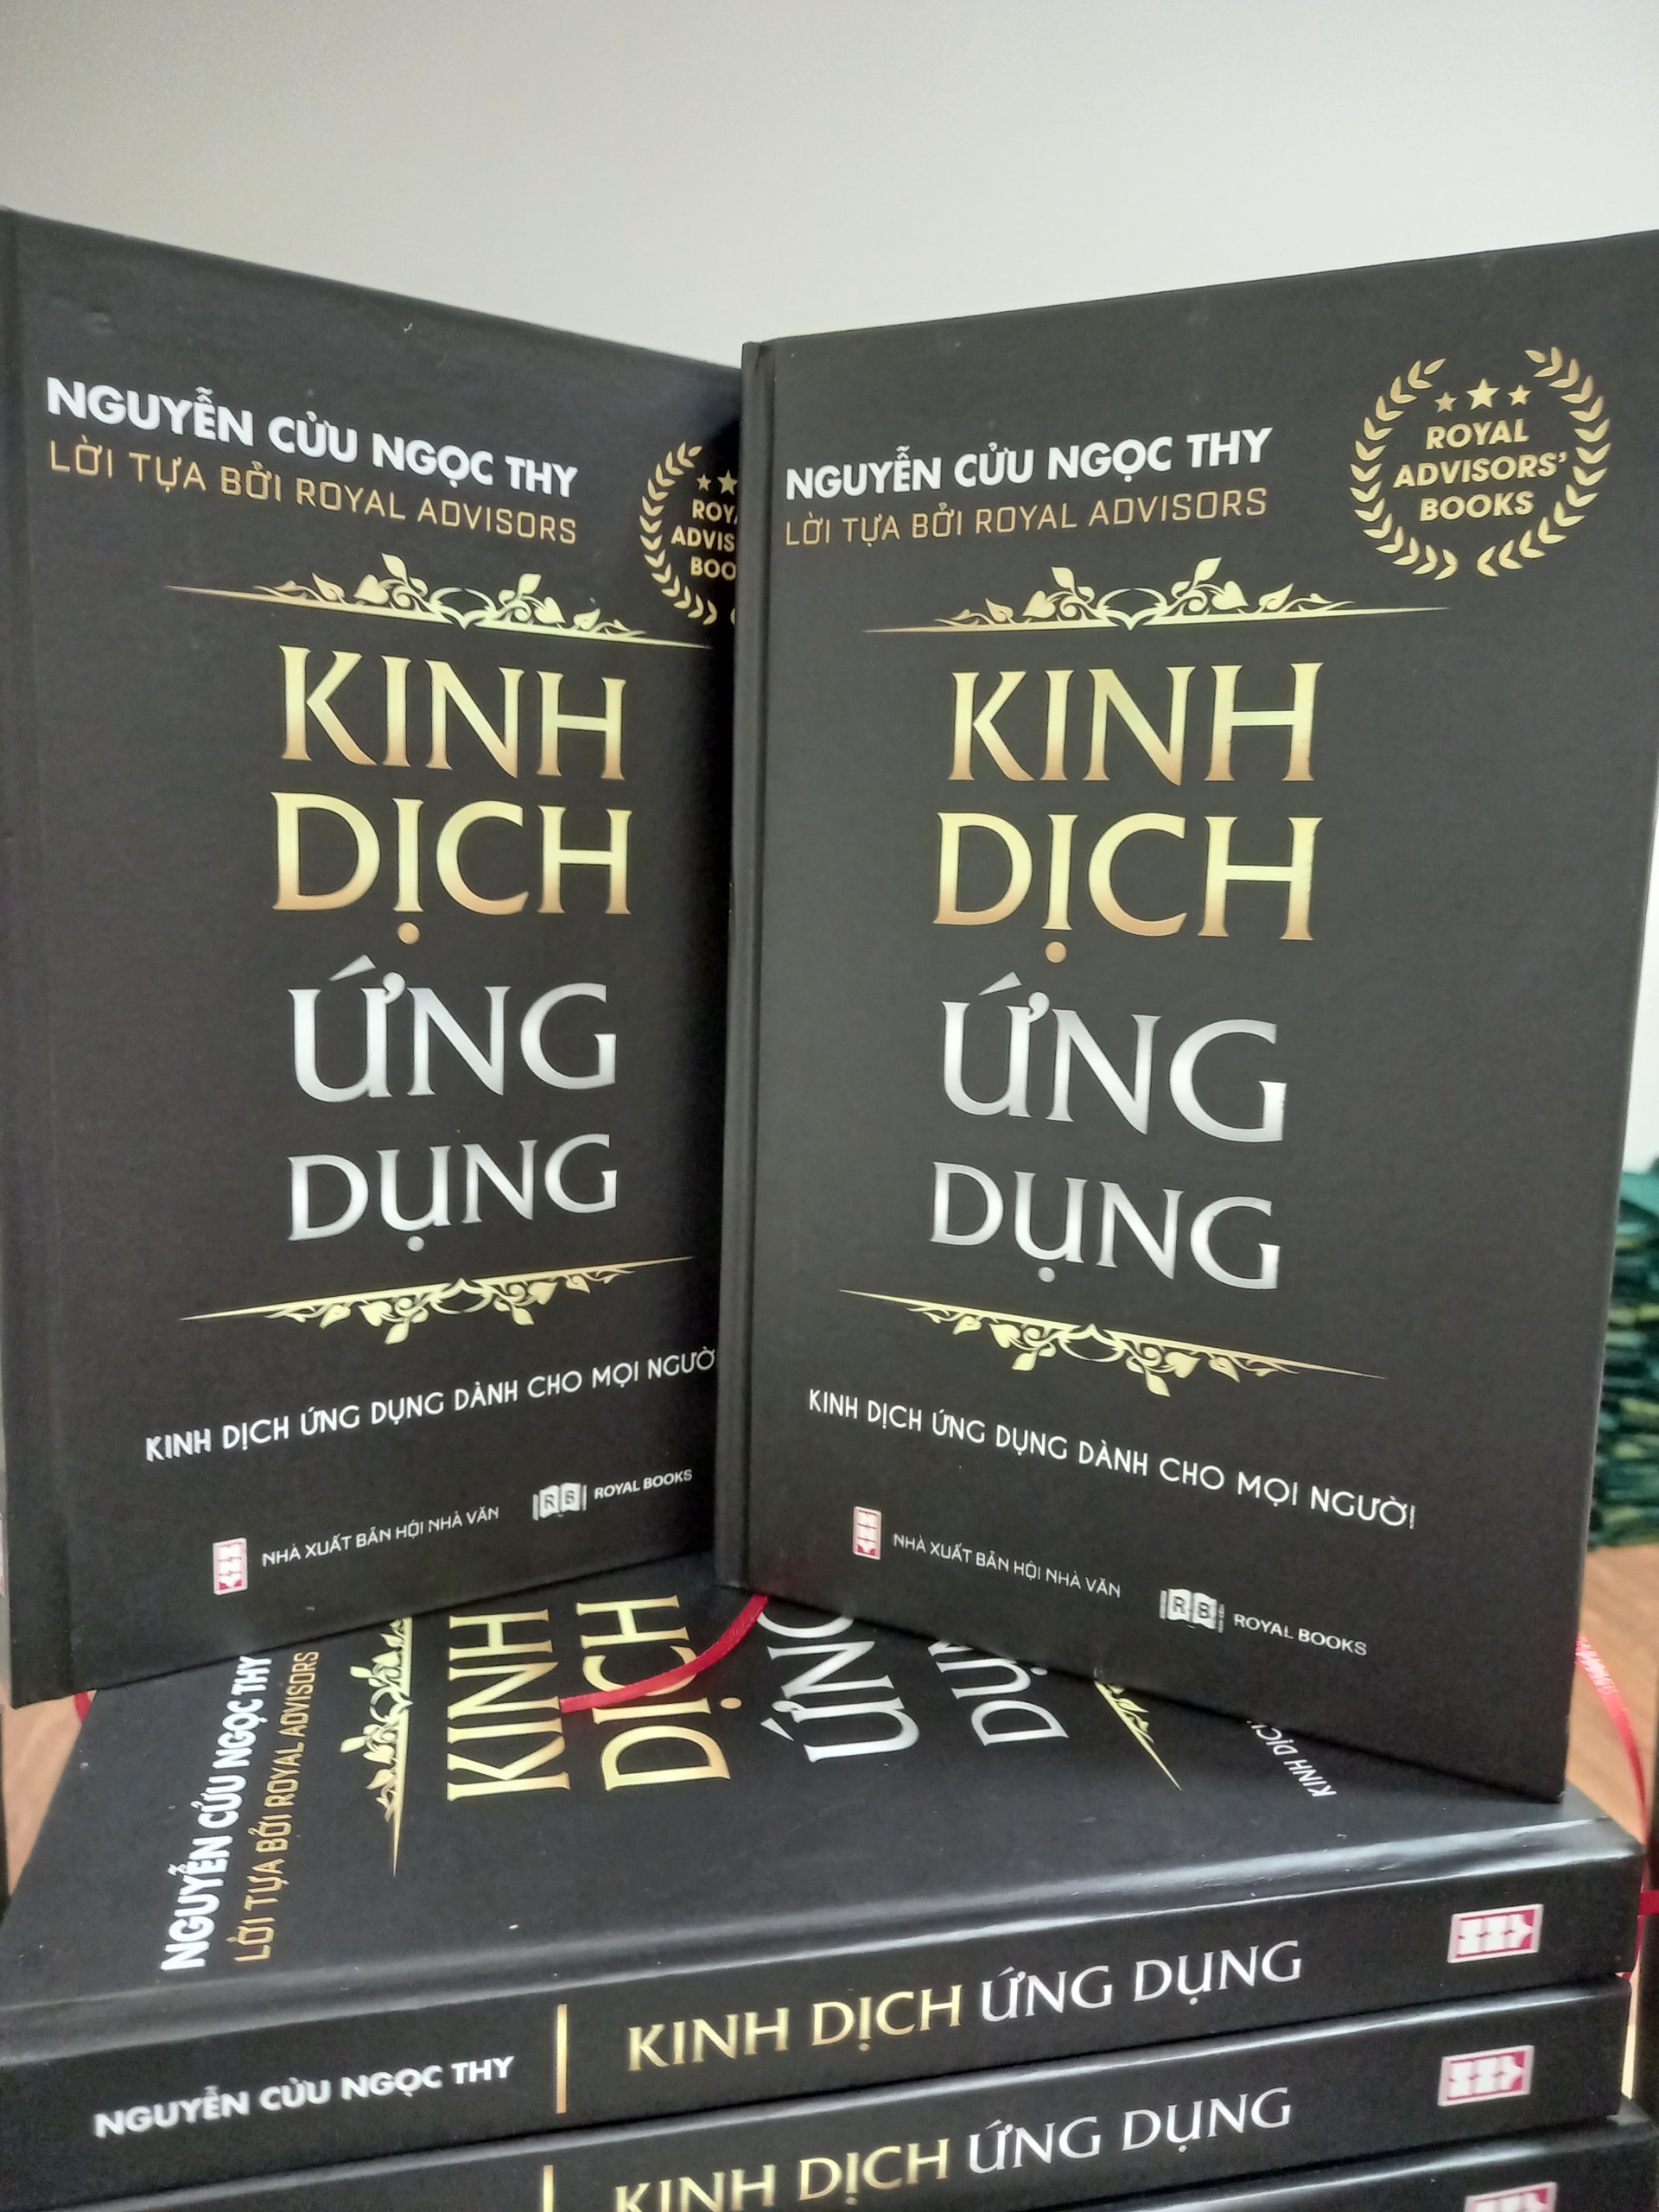 NGUYỄN CỬU NGỌC THY
LỜI TỰA BỞI ROYAL ADVISORS
KINH
DỊCH
ỨNG
DỤNG
KINH DỊCH ỨNG DỤNG DÀNH CHO MỌI
NHÀ XUẤT BẢN HỘI NHÀ VĂN
RB ROYAL BOOKS
NGUYỄN CỬU NGỌC THY
LỜI TỰA BỞI ROYAL ADVISORS
ROYAL
ADVISORS'
BOOKS
KINH
DỊCH
ỨNG
DỤNG
KINH DỊCH ỨNG DỤNG DÀNH CHO MỌI NGƯỜI
NHÀ XUẤT BẢN HỘI NHÀ VĂN
RB ROYAL BOOKS
NGUYỄN CỬU NGỌC THY
LỜI TỰA BỞI ROYAL ADVISORS
KINH
DỊCH
KINH
NGUYỄN CỬU NGỌC THY
KINH DỊCH ỨNG DỤNG
KINH DỊCH ỨNG DỤNG